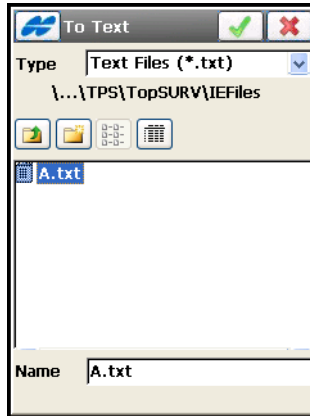 To Text
Type Text Files (*.txt)
\...\TPS\TopSURV\IEFiles
A.txt
Name A.txt